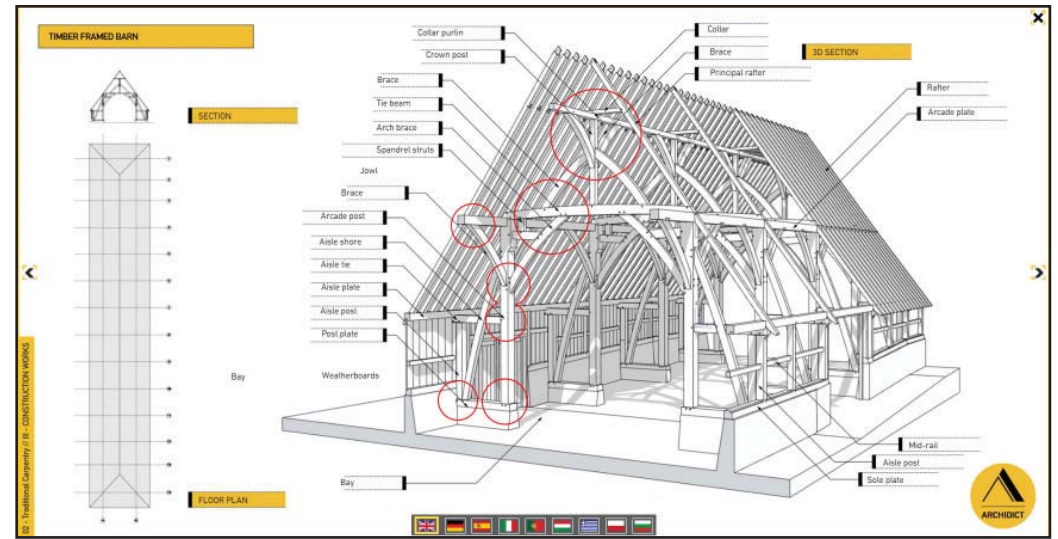 TIMBER FRAMED BARN
SECTION
FLOOR PLAN
02 - Traditional Carpentry // III - CONSTRUCTION WORKS
Collar purlin
Crown post
Brace
Tie beam
Arch brace
Spandrel struts
Jowl
Brace
Arcade post
Aisle shore
Aisle tie
Aisle plate
Aisle post
Post plate
Bay
Weatherboards
Bay
Collar
Brace
Principal rafter
3D SECTION
Rafter
Arcade plate
Mid-rail
Aisle post
Sole plate
ARCHIDICT